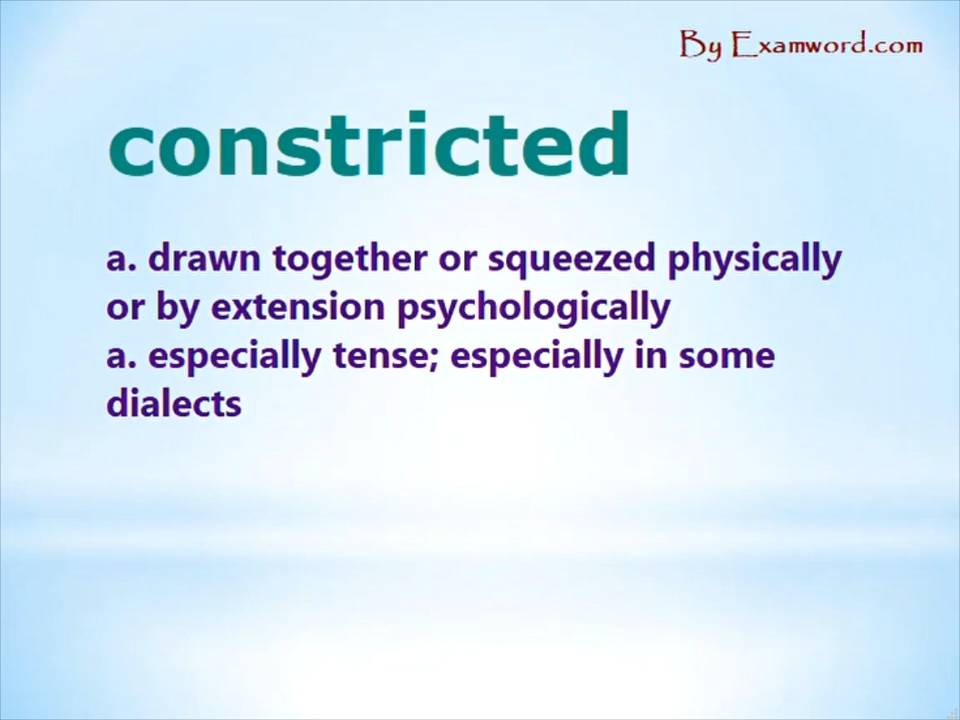 By Examword.com
constricted
a. drawn together or squeezed physically
or by extension psychologically
a. especially tense; especially in some
dialects